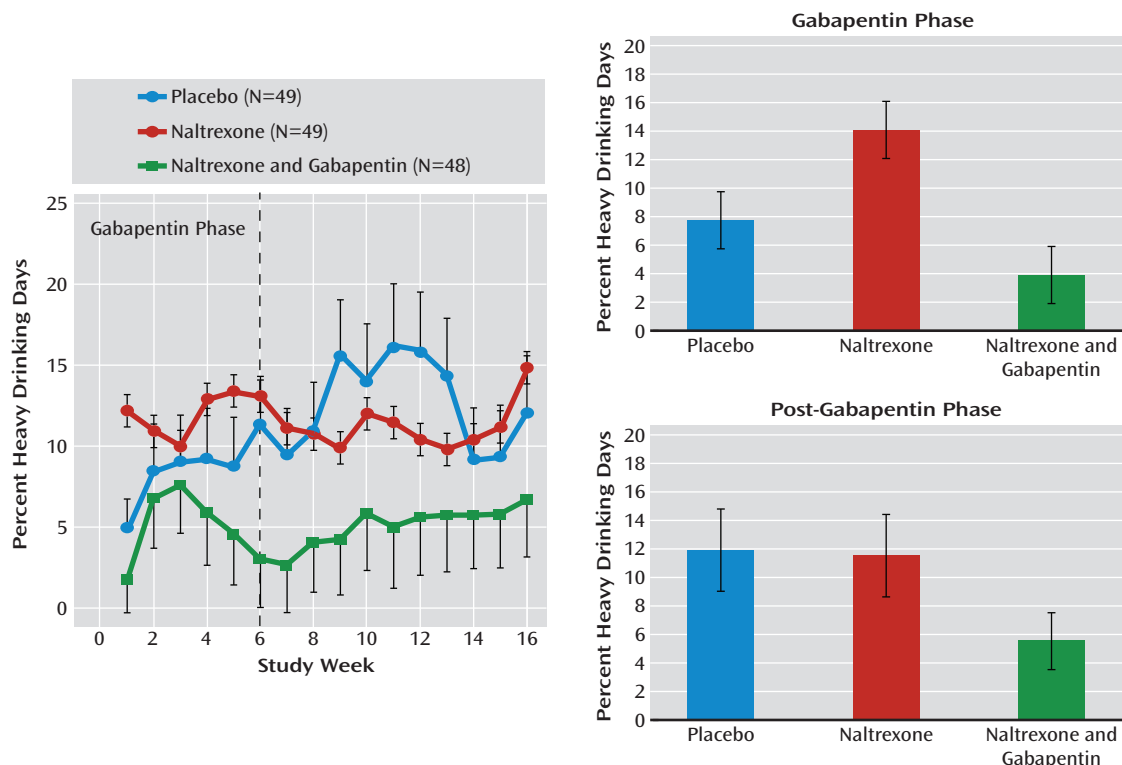 Placebo (N=49)
Naltrexone (N=49)
Naltrexone and Gabapentin (N=48)
Percent Heavy Drinking Days
25
20
15
10
5
0
Gabapentin Phase
0 2 4 6 8 10 12 14 16
Study Week
Gabapentin Phase
Percent Heavy Drinking Days
20
18
16
14
12
10
8
6
4
2
0
Placebo Naltrexone Naltrexone and
Gabapentin
Post-Gabapentin Phase
Percent Heavy Drinking Days
20
18
16
14
12
10
8
6
4
2
0
Placebo Naltrexone Naltrexone and
Gabapentin